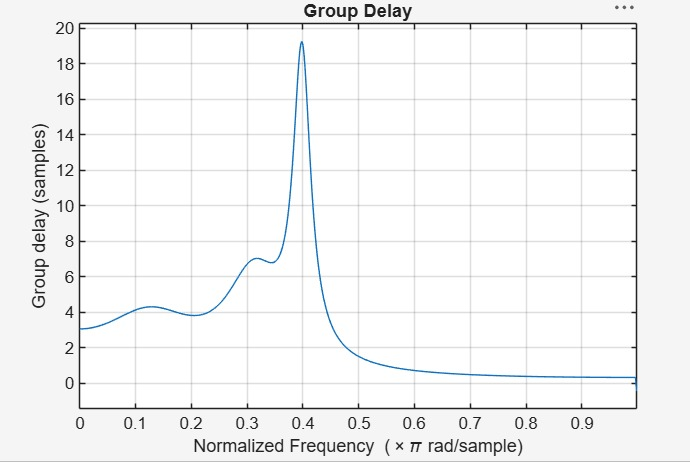 Group Delay
Group delay (samples)
20
18
16
14
12
10
8
6
4
2
0
0 0.1 0.2 0.3 0.4 0.5 0.6 0.7 0.8 0.9
Normalized Frequency ( × π rad/sample)